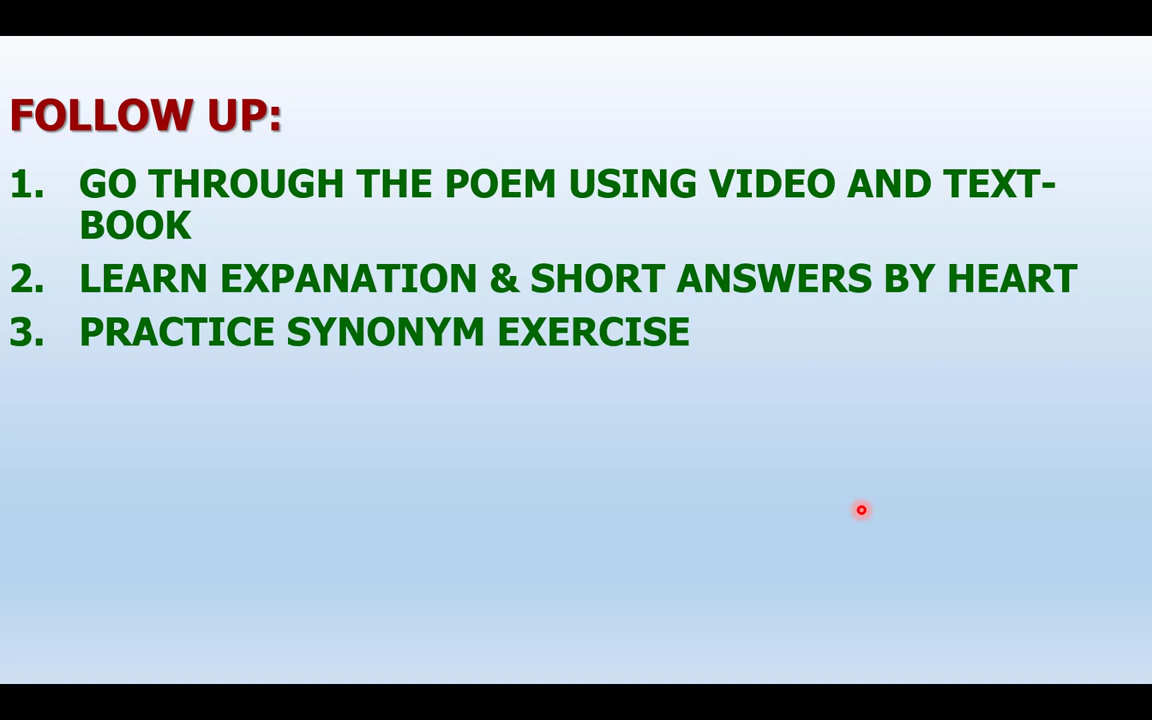 FOLLOW UP:
1. GO THROUGH THE POEM USING VIDEO AND TEXT-
BOOK
2. LEARN EXPANATION & SHORT ANSWERS BY HEART
3. PRACTICE SYNONYM EXERCISE